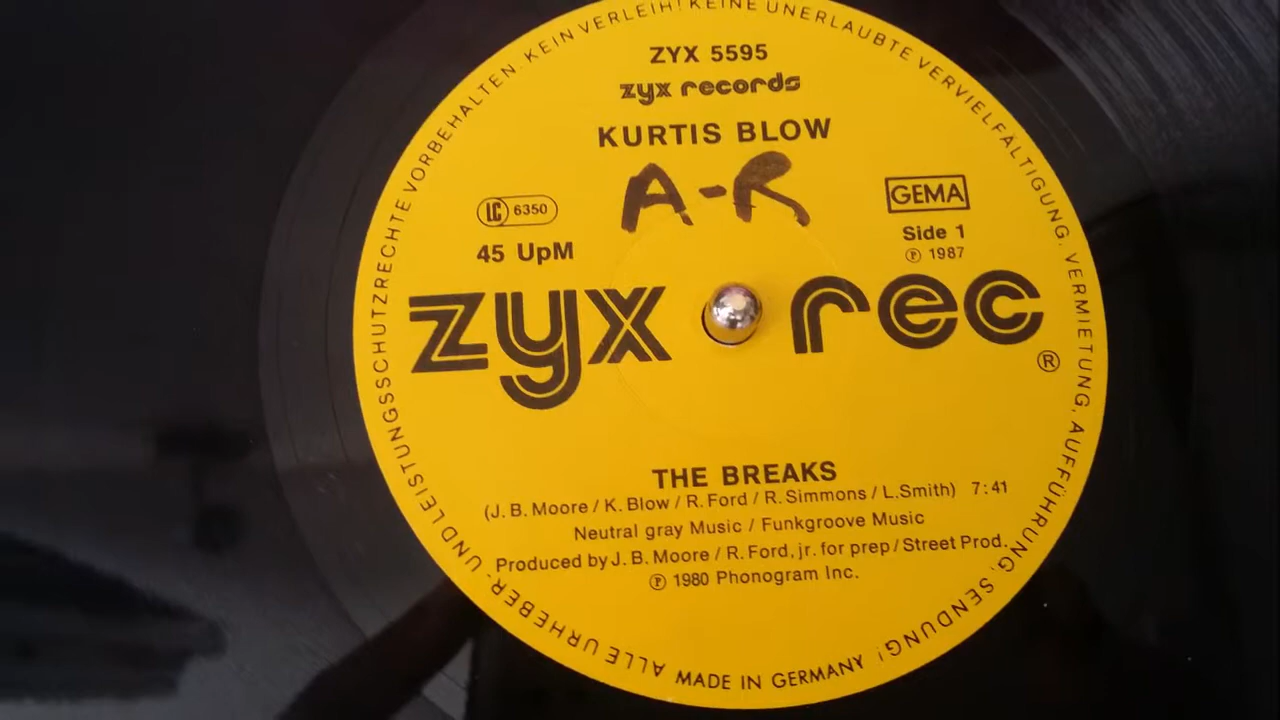 ZYX 5595
zyx records
KURTIS BLOW
A-R
LC 6350
GEMA
45 UpM
Side 1
℗ 1987
zyx rec
®
THE BREAKS
(J. B. Moore / K. Blow / R. Ford / R. Simmons / L. Smith) 7:41
Neutral gray Music / Funkgroove Music
Produced by J. B. Moore / R. Ford, jr. for prep / Street Prod.
℗ 1980 Phonogram Inc.
ALLE URHEBER- UND LEISTUNGSSCHUTZRECHTE VORBEHALTEN. KEIN VERLEIH! KEINE UNERLAUBTE VERVIELFÄLTIGUNG, VERMIETUNG, AUFFÜHRUNG, SENDUNG!
MADE IN GERMANY